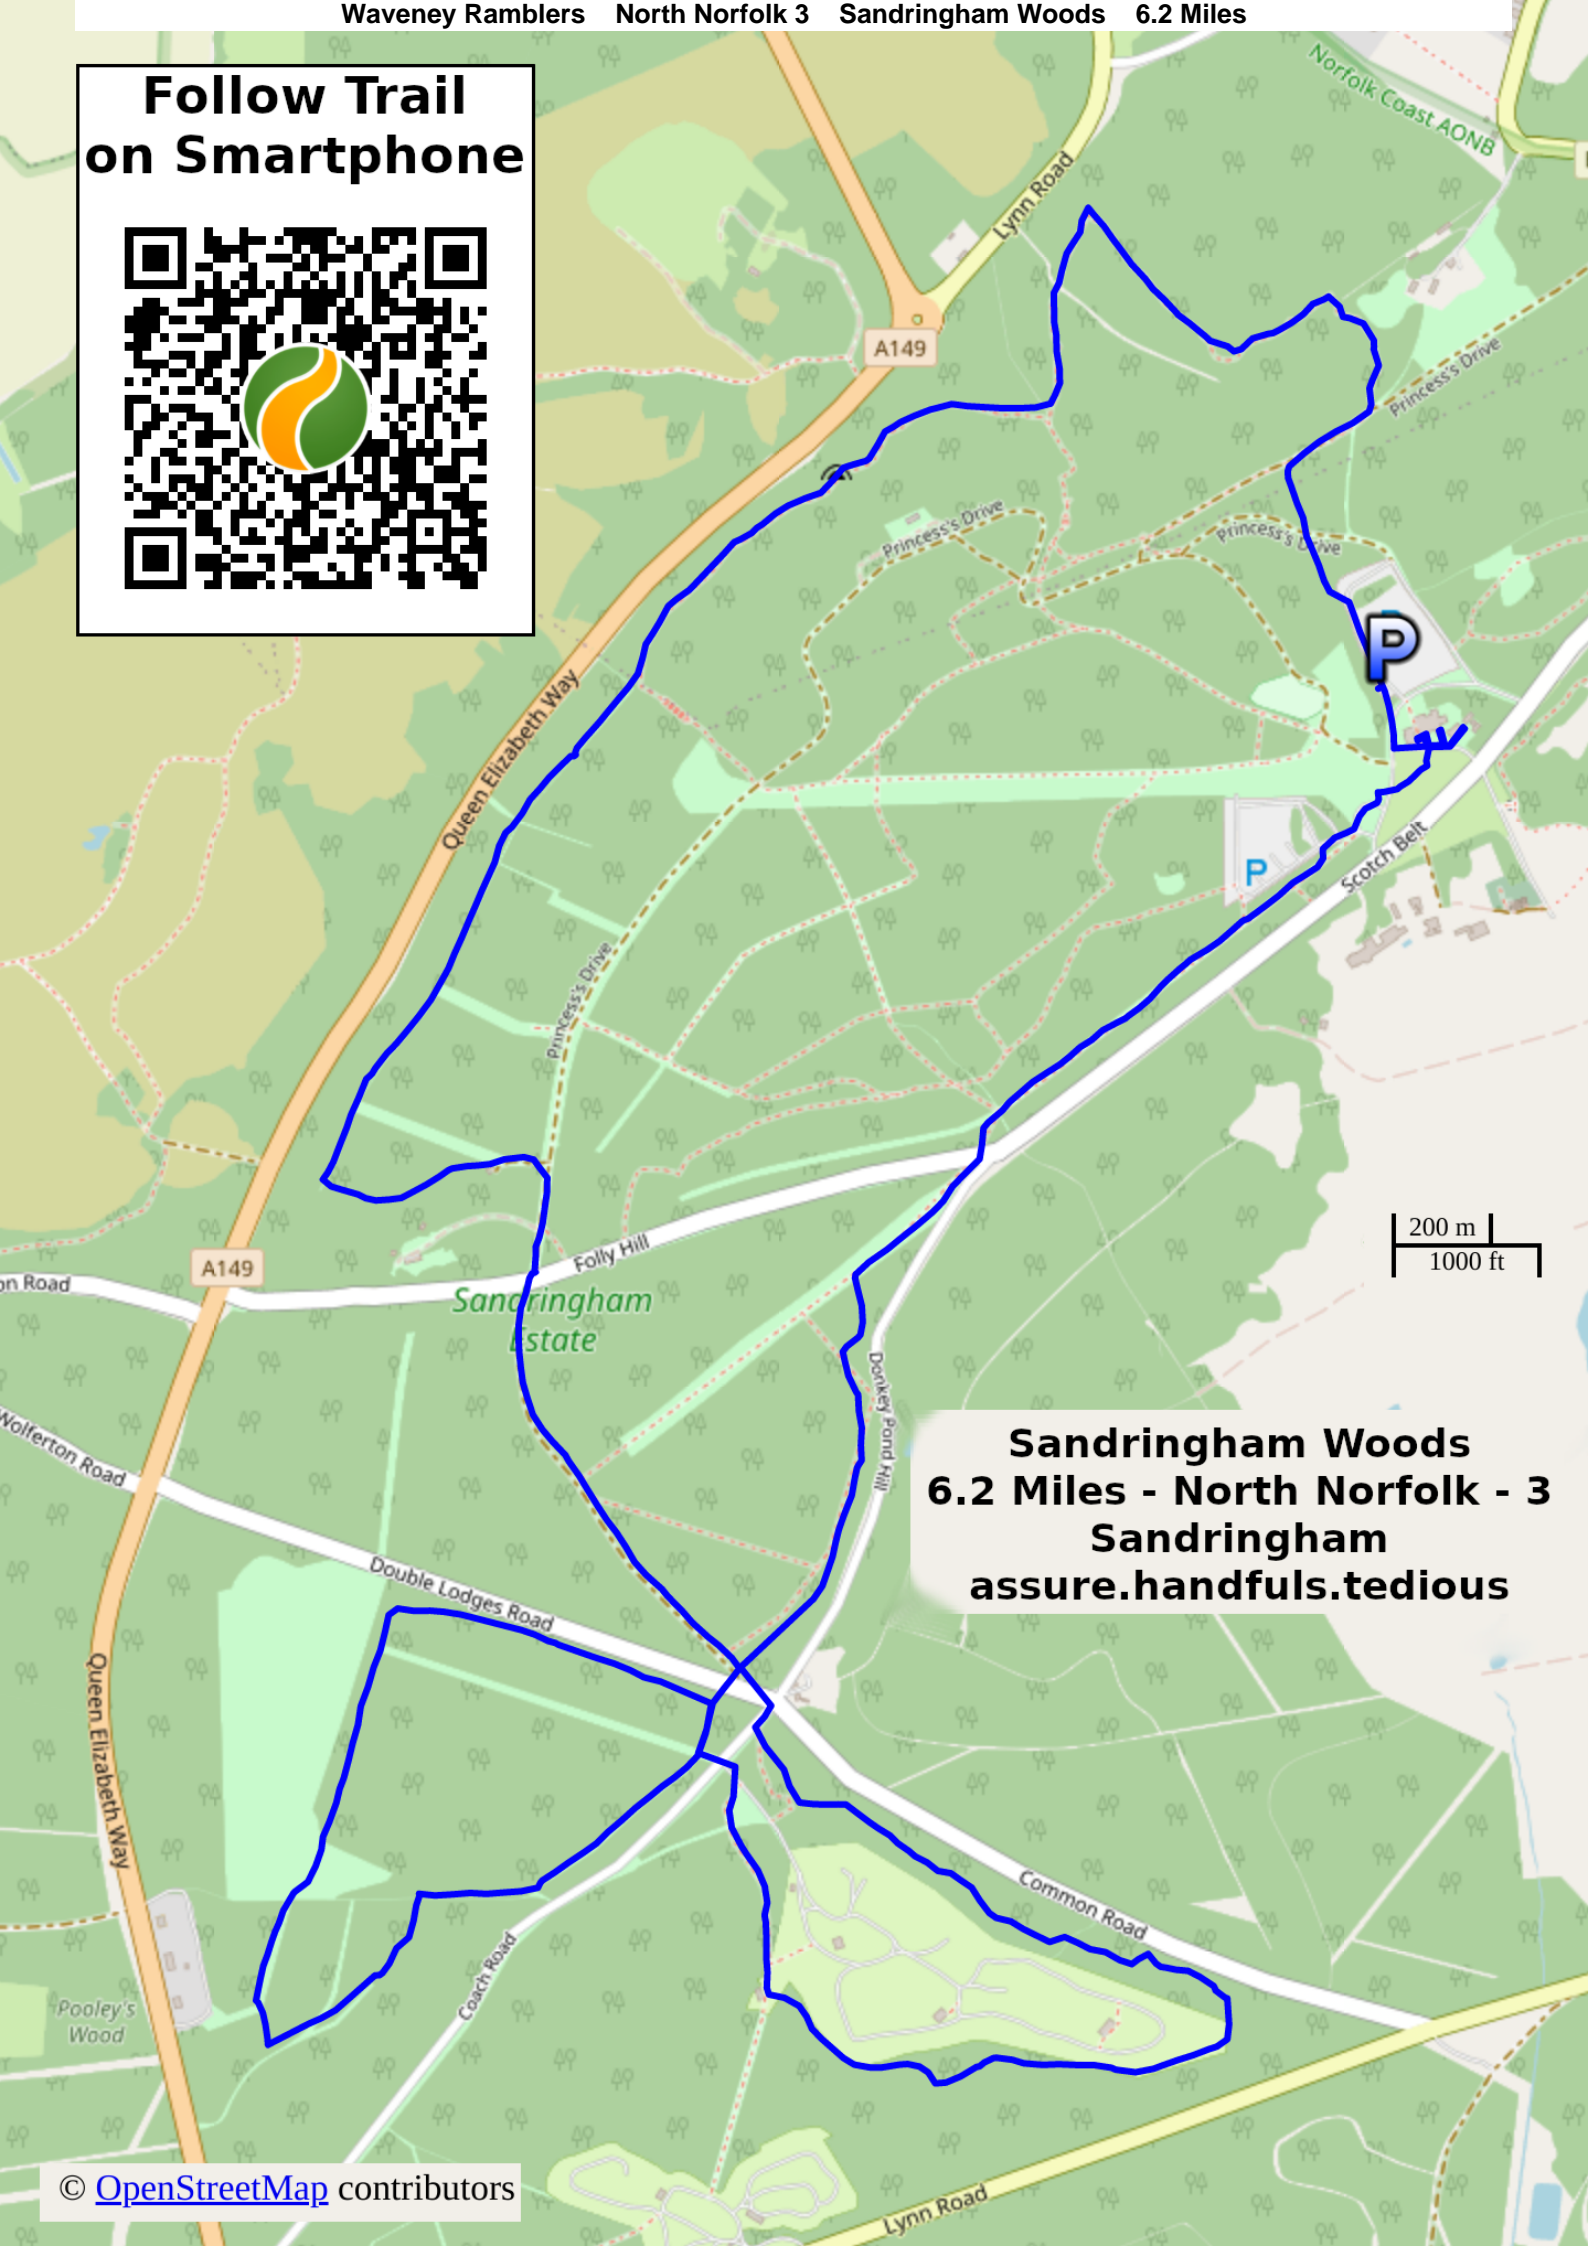 Waveney Ramblers    North Norfolk 3    Sandringham Woods    6.2 Miles
Follow Trail
on Smartphone
Norfolk Coast AONB
Lynn Road
A149
Princess's Drive
Princess's Drive
Princess's Drive
P
P
Queen Elizabeth Way
Scotch Belt
Princess's Drive
200 m
1000 ft
A149
on Road
Folly Hill
Sandringham
Estate
Donkey Pond Hill
Wolferton Road
Sandringham Woods
6.2 Miles - North Norfolk - 3
Sandringham
assure.handfuls.tedious
Double Lodges Road
Queen Elizabeth Way
Common Road
Coach Road
Pooley's
Wood
Lynn Road
© OpenStreetMap contributors